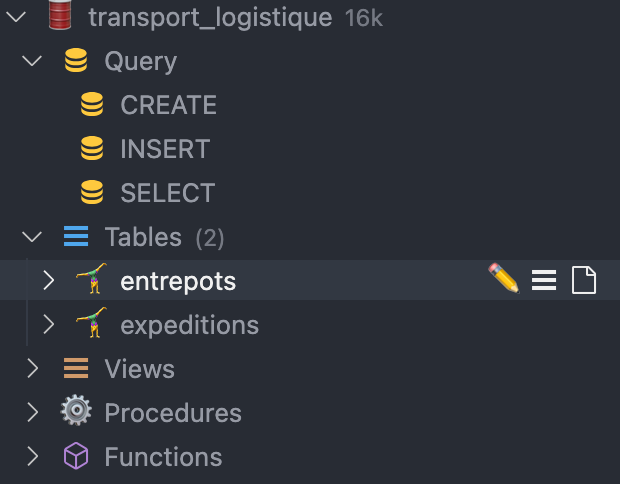 transport_logistique 16k
Query
CREATE
INSERT
SELECT
Tables (2)
entrepots
expeditions
Views
Procedures
Functions